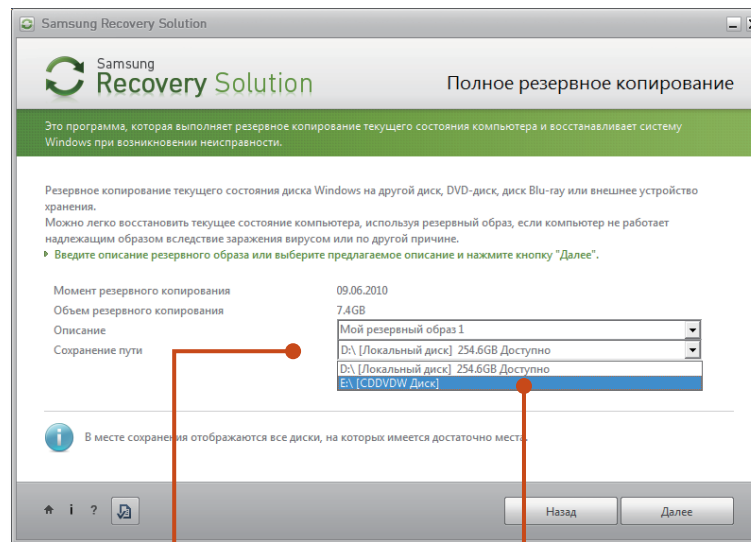 Samsung Recovery Solution
Samsung
Recovery Solution
Полное резервное копирование
Это программа, которая выполняет резервное копирование текущего состояния компьютера и восстанавливает систему
Windows при возникновении неисправности.
Резервное копирование текущего состояния диска Windows на другой диск, DVD-диск, диск Blu-ray или внешнее устройство
хранения.
Можно легко восстановить текущее состояние компьютера, используя резервный образ, если компьютер не работает
надлежащим образом вследствие заражения вирусом или по другой причине.
Введите описание резервного образа или выберите предлагаемое описание и нажмите кнопку "Далее".
Момент резервного копирования 09.06.2010
Объем резервного копирования 7.4GB
Описание Мой резервный образ 1
Сохранение пути D:\ [Локальный диск] 254.6GB Доступно
D:\ [Локальный диск] 254.6GB Доступно
E:\ [CDDVDW Диск]
В месте сохранения отображаются все диски, на которых имеется достаточно места.
i ?
Назад Далее